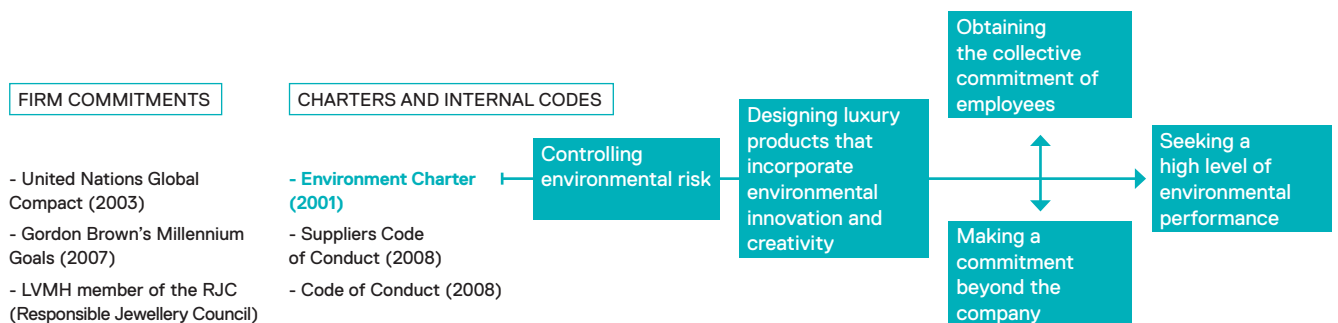 FIRM COMMITMENTS
- United Nations Global
Compact (2003)
- Gordon Brown’s Millennium
Goals (2007)
- LVMH member of the RJC
(Responsible Jewellery Council)
CHARTERS AND INTERNAL CODES
- Environment Charter
(2001)
- Suppliers Code
of Conduct (2008)
- Code of Conduct (2008)
Controlling
environmental risk
Designing luxury
products that
incorporate
environmental
innovation and
creativity
Obtaining
the collective
commitment of
employees
Making a
commitment
beyond the
company
Seeking a
high level of
environmental
performance